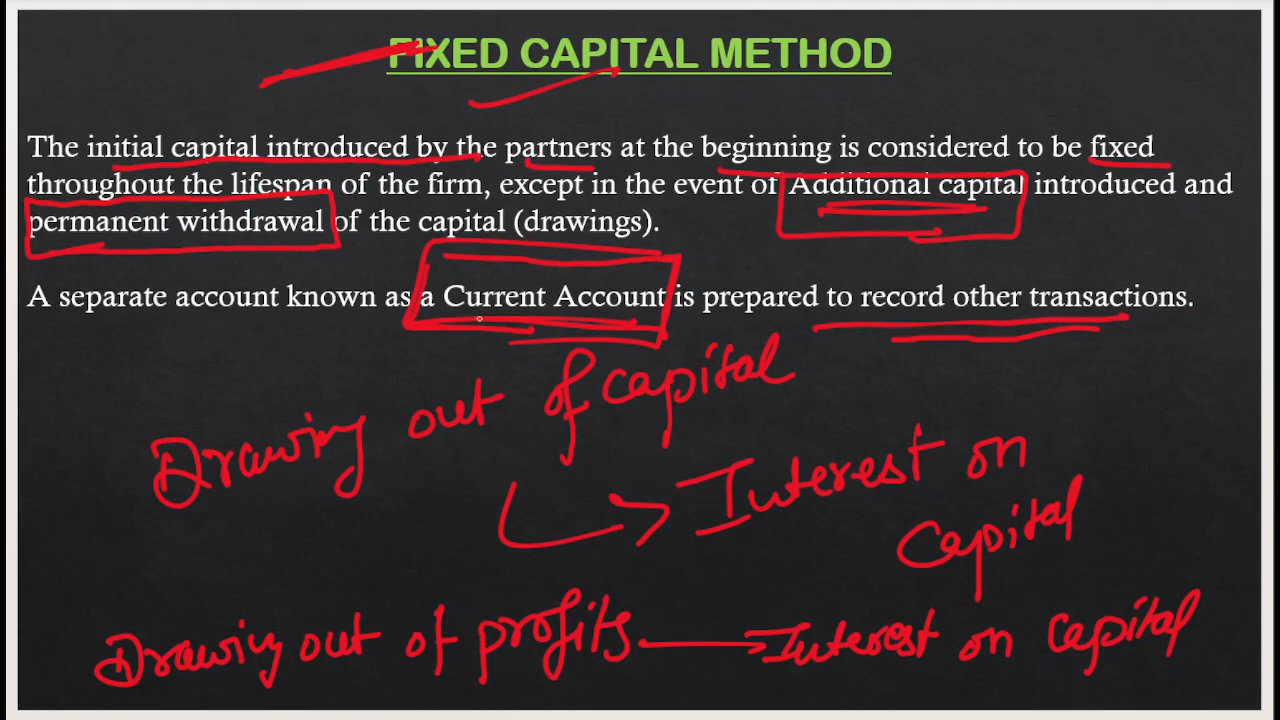 FIXED CAPITAL METHOD
The initial capital introduced by the partners at the beginning is considered to be fixed
throughout the lifespan of the firm, except in the event of Additional capital introduced and
permanent withdrawal of the capital (drawings).
A separate account known as a Current Account is prepared to record other transactions.
Drawing out of capital
Interest on
Capital
Drawing out of profits
Interest on capital